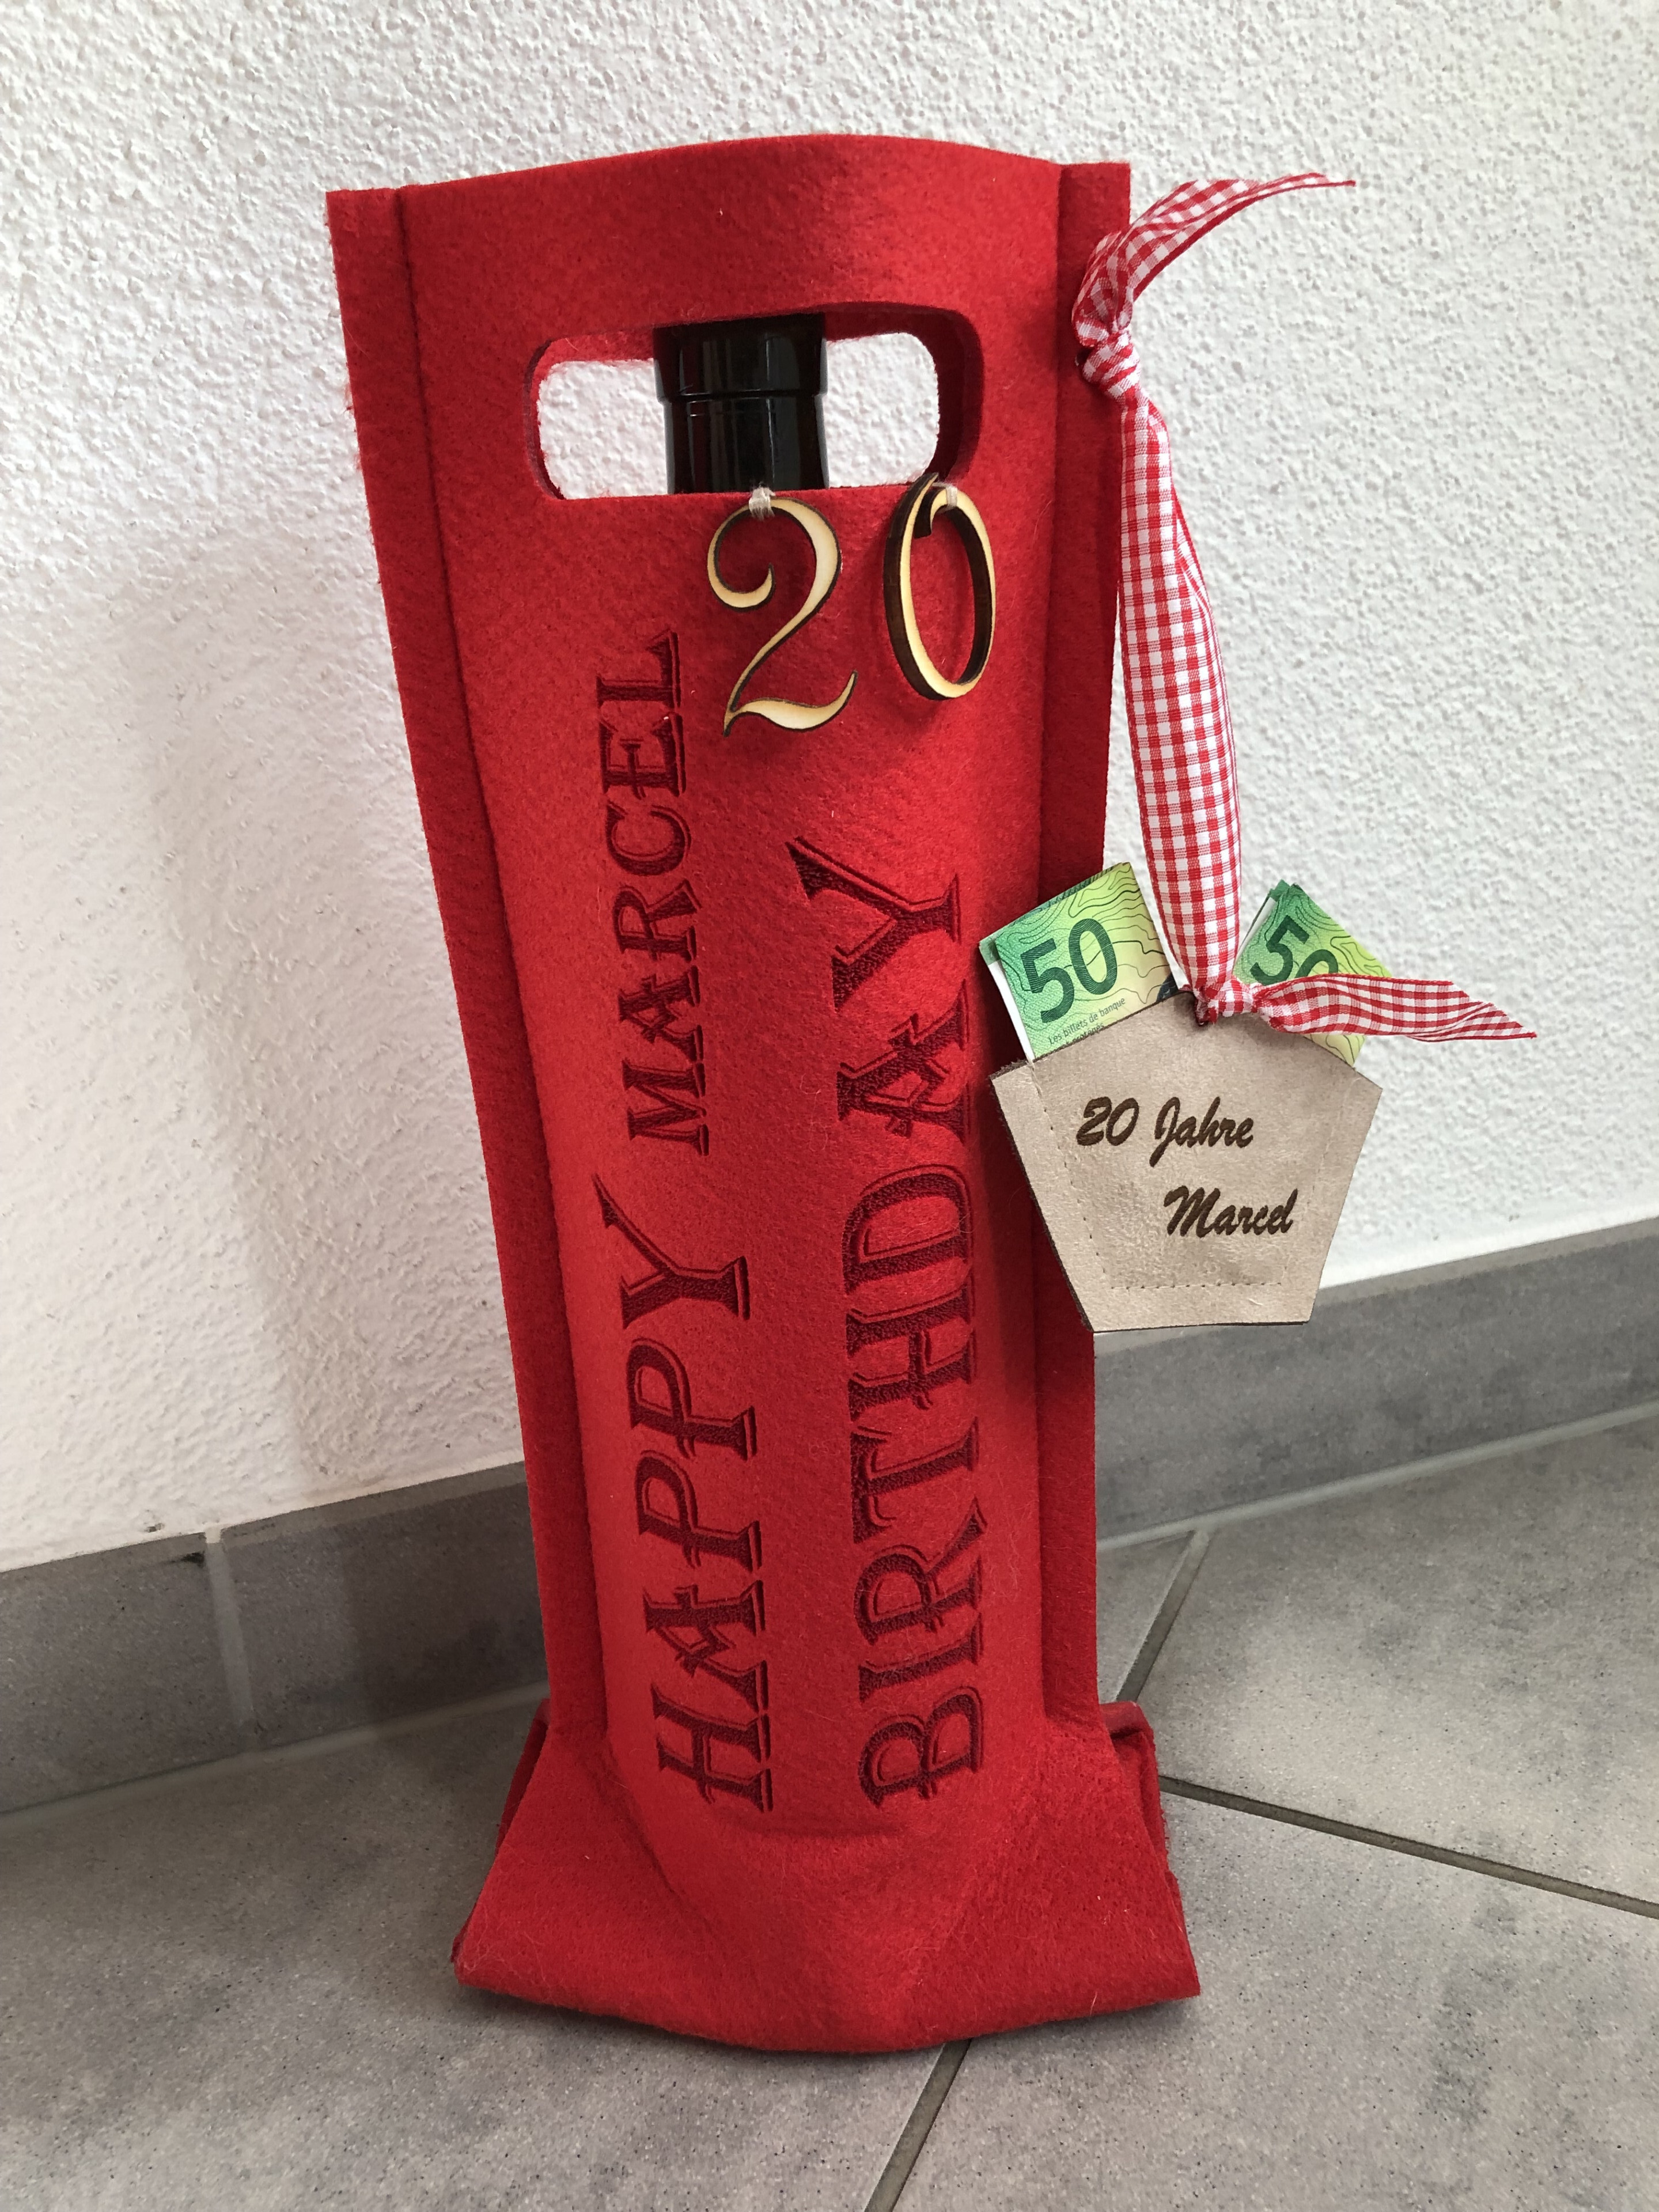 20
HAPPY MARCEL
BIRTHDAY
50
Les billets de banque
50
20 Jahre
Marcel